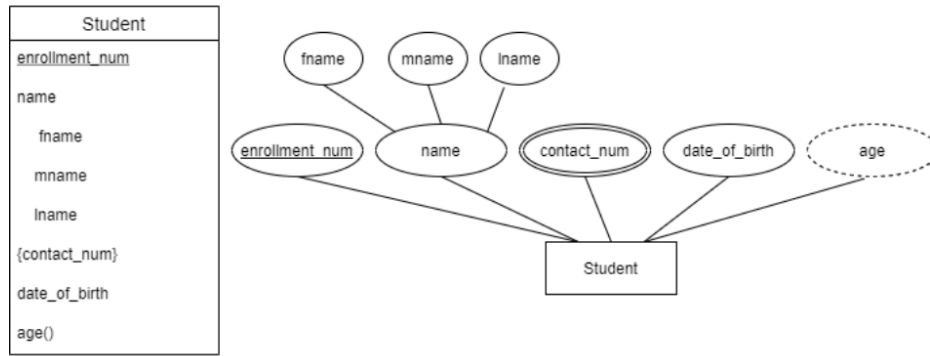 Student
enrollment_num
name
fname
mname
lname
{contact_num}
date_of_birth
age()
fname
mname
lname
enrollment_num
name
contact_num
date_of_birth
age
Student